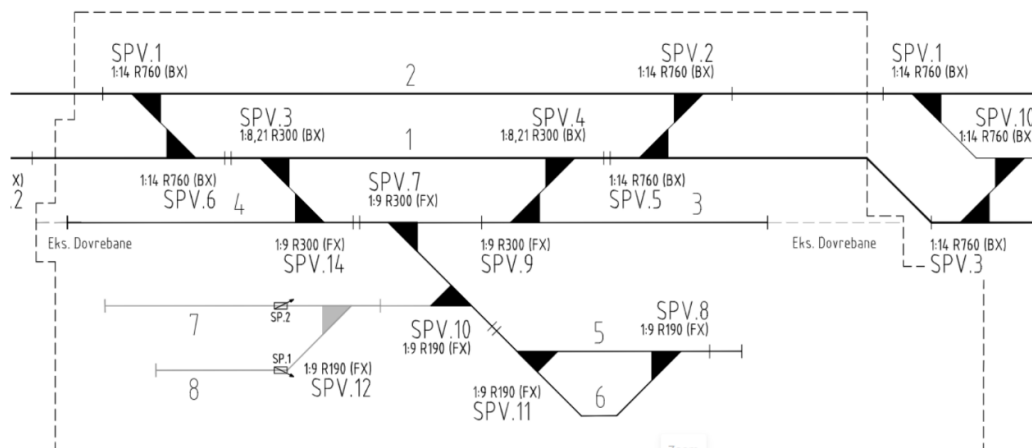 SPV.1
1:14 R760 (BX)
2
SPV.2
1:14 R760 (BX)
SPV.1
1:14 R760 (BX)
SPV.3
1:8,21 R300 (BX)
1
SPV.4
1:8,21 R300 (BX)
SPV.10
1:14 R760 (BX)
X)
.2
1:14 R760 (BX)
SPV.6
4
SPV.7
1:9 R300 (FX)
1:14 R760 (BX)
SPV.5
3
Eks. Dovrebane
1:9 R300 (FX)
SPV.14
1:9 R300 (FX)
SPV.9
Eks. Dovrebane
1:14 R760 (BX)
SPV.3
7
SP.2
SPV.10
1:9 R190 (FX)
5
SPV.8
1:9 R190 (FX)
8
SP.1
1:9 R190 (FX)
SPV.12
1:9 R190 (FX)
SPV.11
6